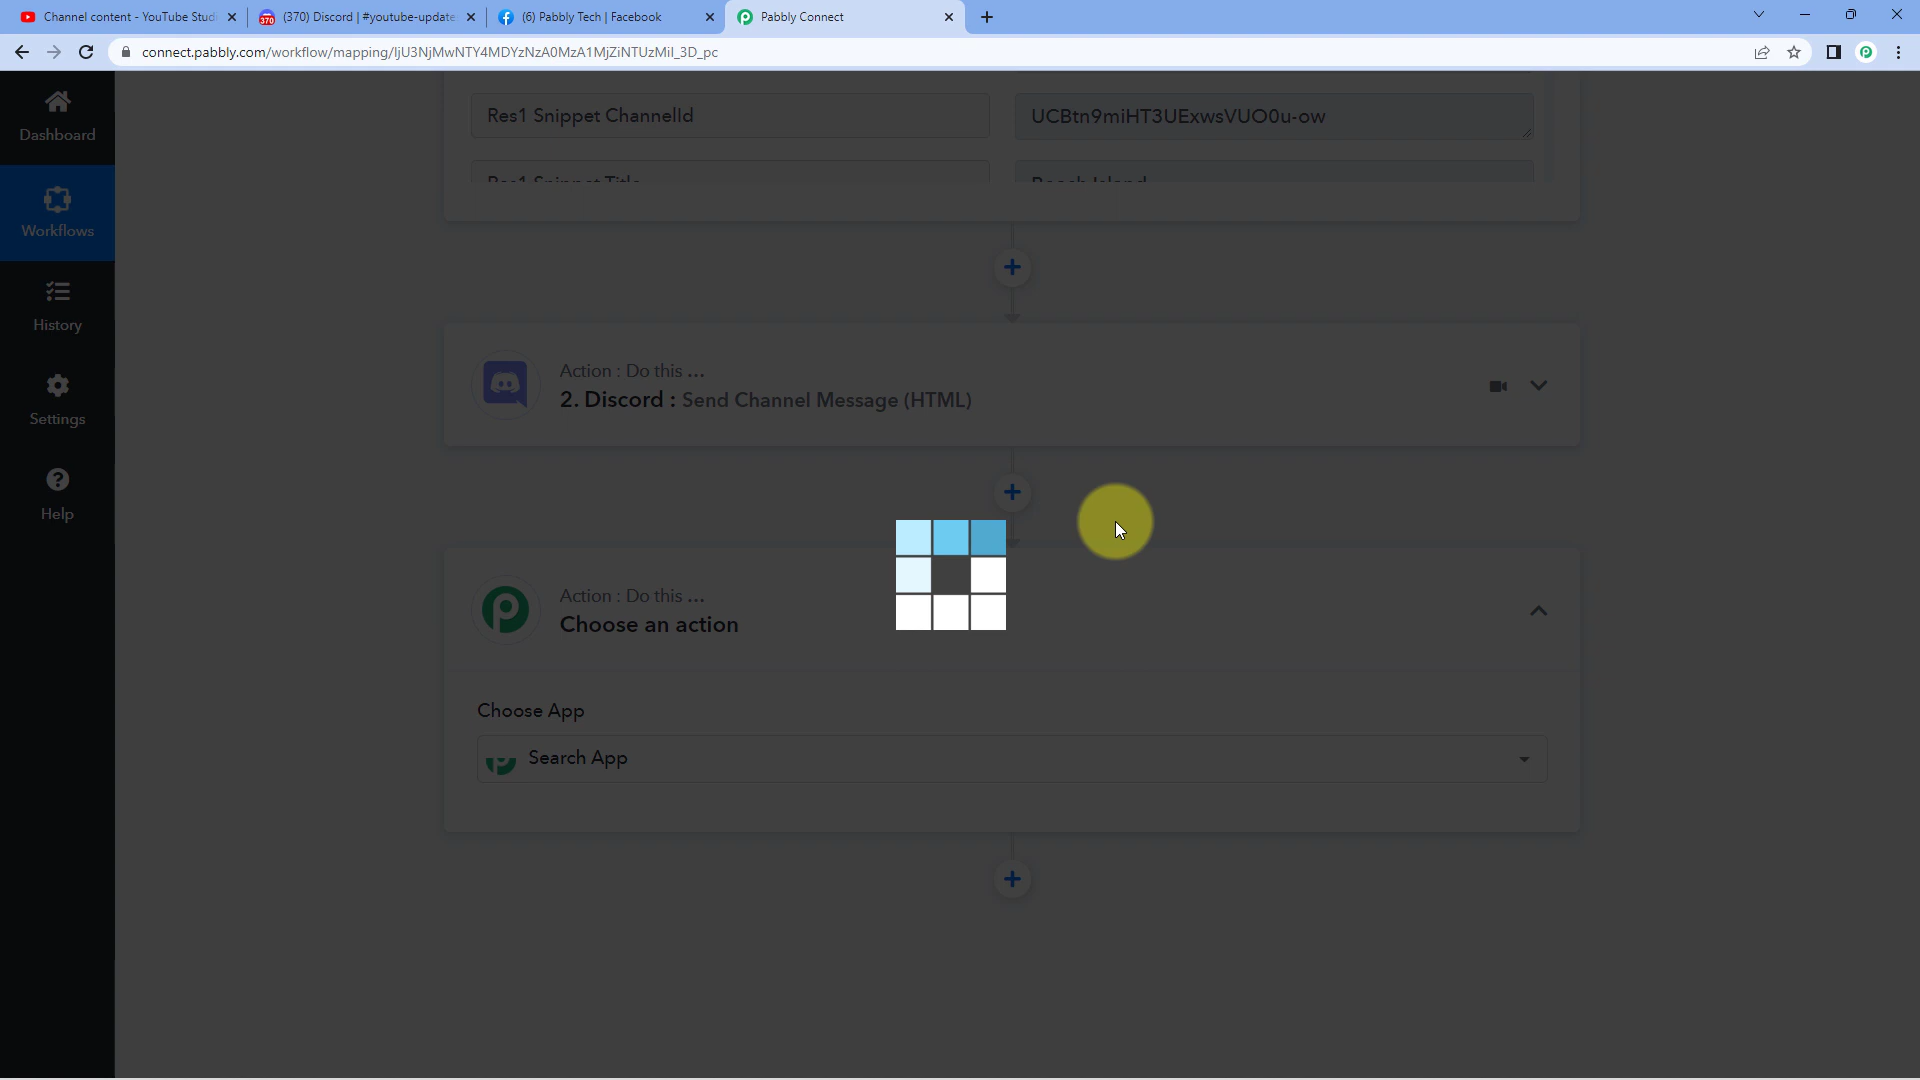 Channel content - YouTube Studi
(370) Discord | #youtube-update
(6) Pabbly Tech | Facebook
Pabbly Connect
370
connect.pabbly.com/workflow/mapping/IjU3NjMwNTY4MDYzNzA0MzA1MjZiNTUzMiI_3D_pc
Dashboard
Workflows
History
Settings
Help
Res1 Snippet ChannelId
UCBtn9miHT3UExwsVUO0u-ow
Res1 Snippet Title
Beach Island
Action : Do this ...
2. Discord : Send Channel Message (HTML)
Action : Do this ...
Choose an action
Choose App
Search App